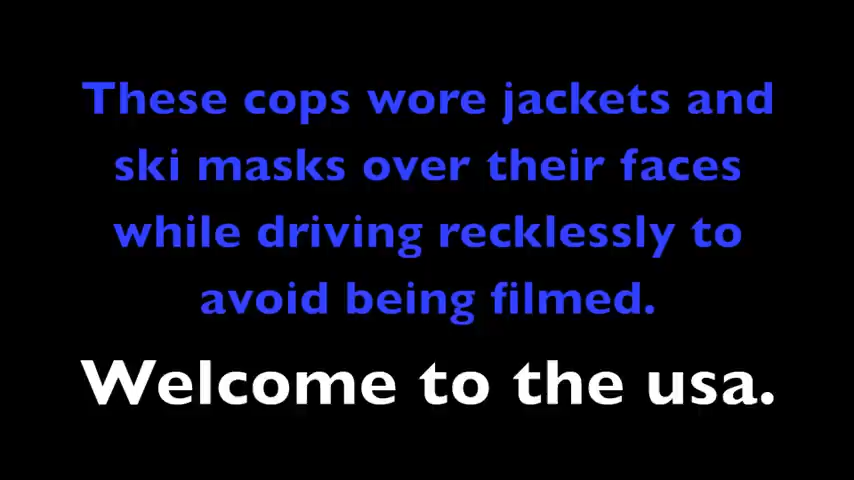 These cops wore jackets and
ski masks over their faces
while driving recklessly to
avoid being filmed.
Welcome to the usa.